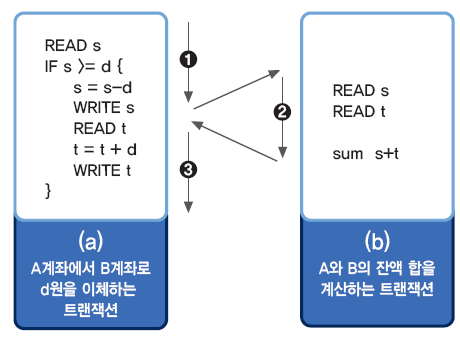 READ s
IF s >= d {
s = s-d
WRITE s
READ t
t = t + d
WRITE t
}
(a)
A계좌에서 B계좌로
d원을 이체하는
트랜잭션
❶
❷
❸
READ s
READ t
sum s+t
(b)
A와 B의 잔액 합을
계산하는 트랜잭션